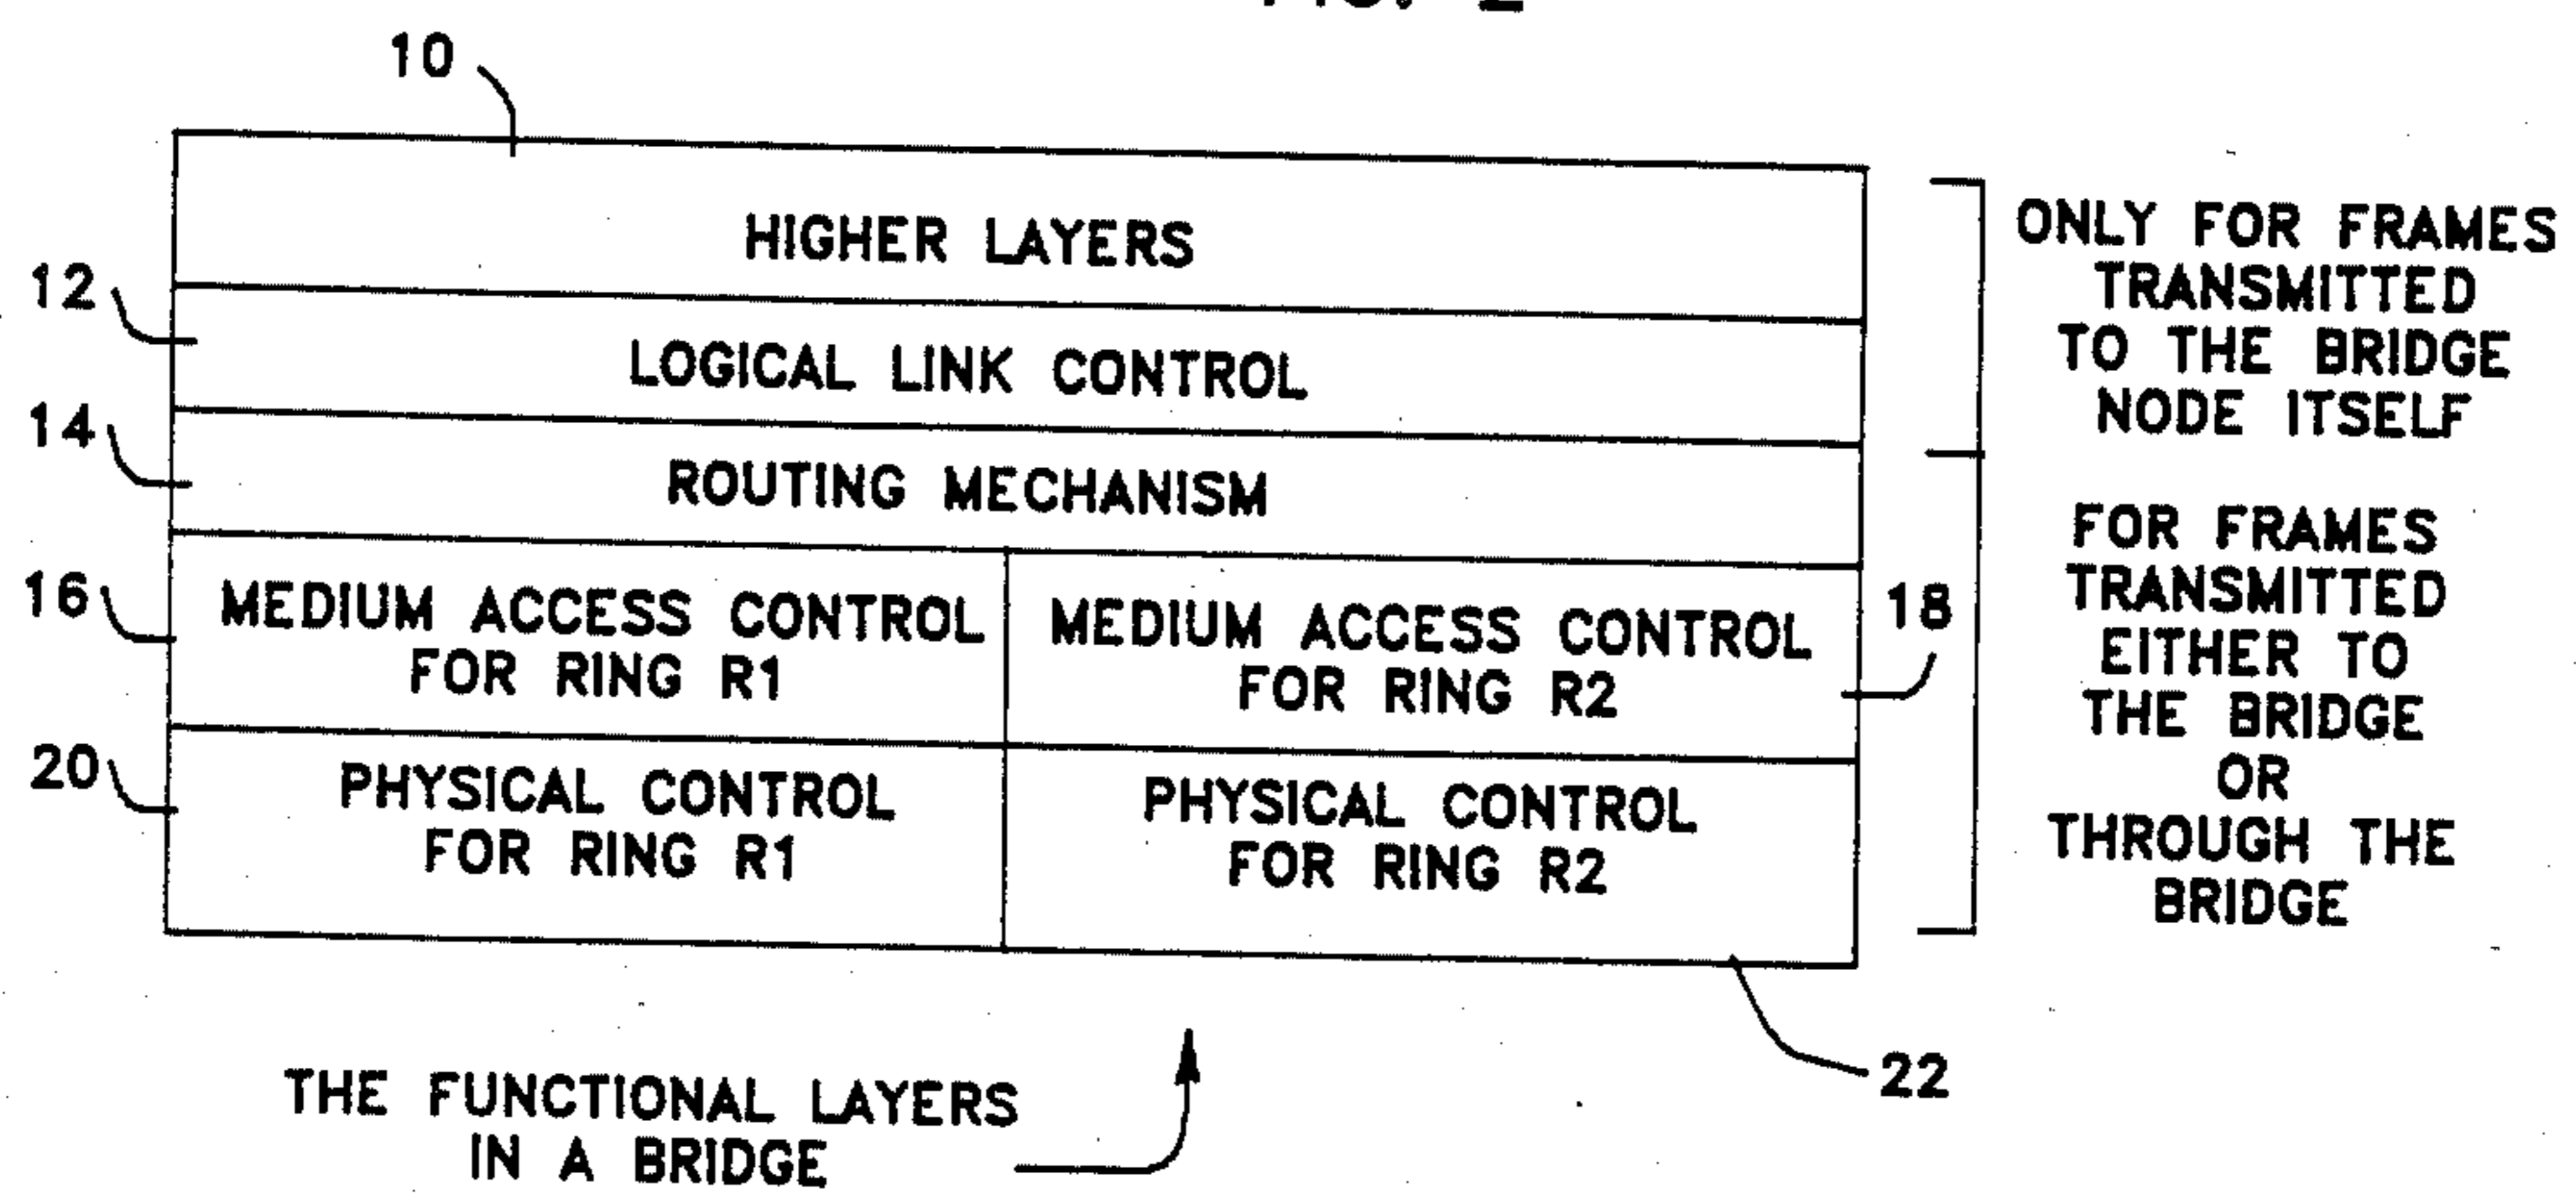 10
HIGHER LAYERS
12
LOGICAL LINK CONTROL
14
ROUTING MECHANISM
16
MEDIUM ACCESS CONTROL
FOR RING R1
MEDIUM ACCESS CONTROL
FOR RING R2
18
20
PHYSICAL CONTROL
FOR RING R1
PHYSICAL CONTROL
FOR RING R2
22
ONLY FOR FRAMES
TRANSMITTED
TO THE BRIDGE
NODE ITSELF
FOR FRAMES
TRANSMITTED
EITHER TO
THE BRIDGE
OR
THROUGH THE
BRIDGE
THE FUNCTIONAL LAYERS
IN A BRIDGE